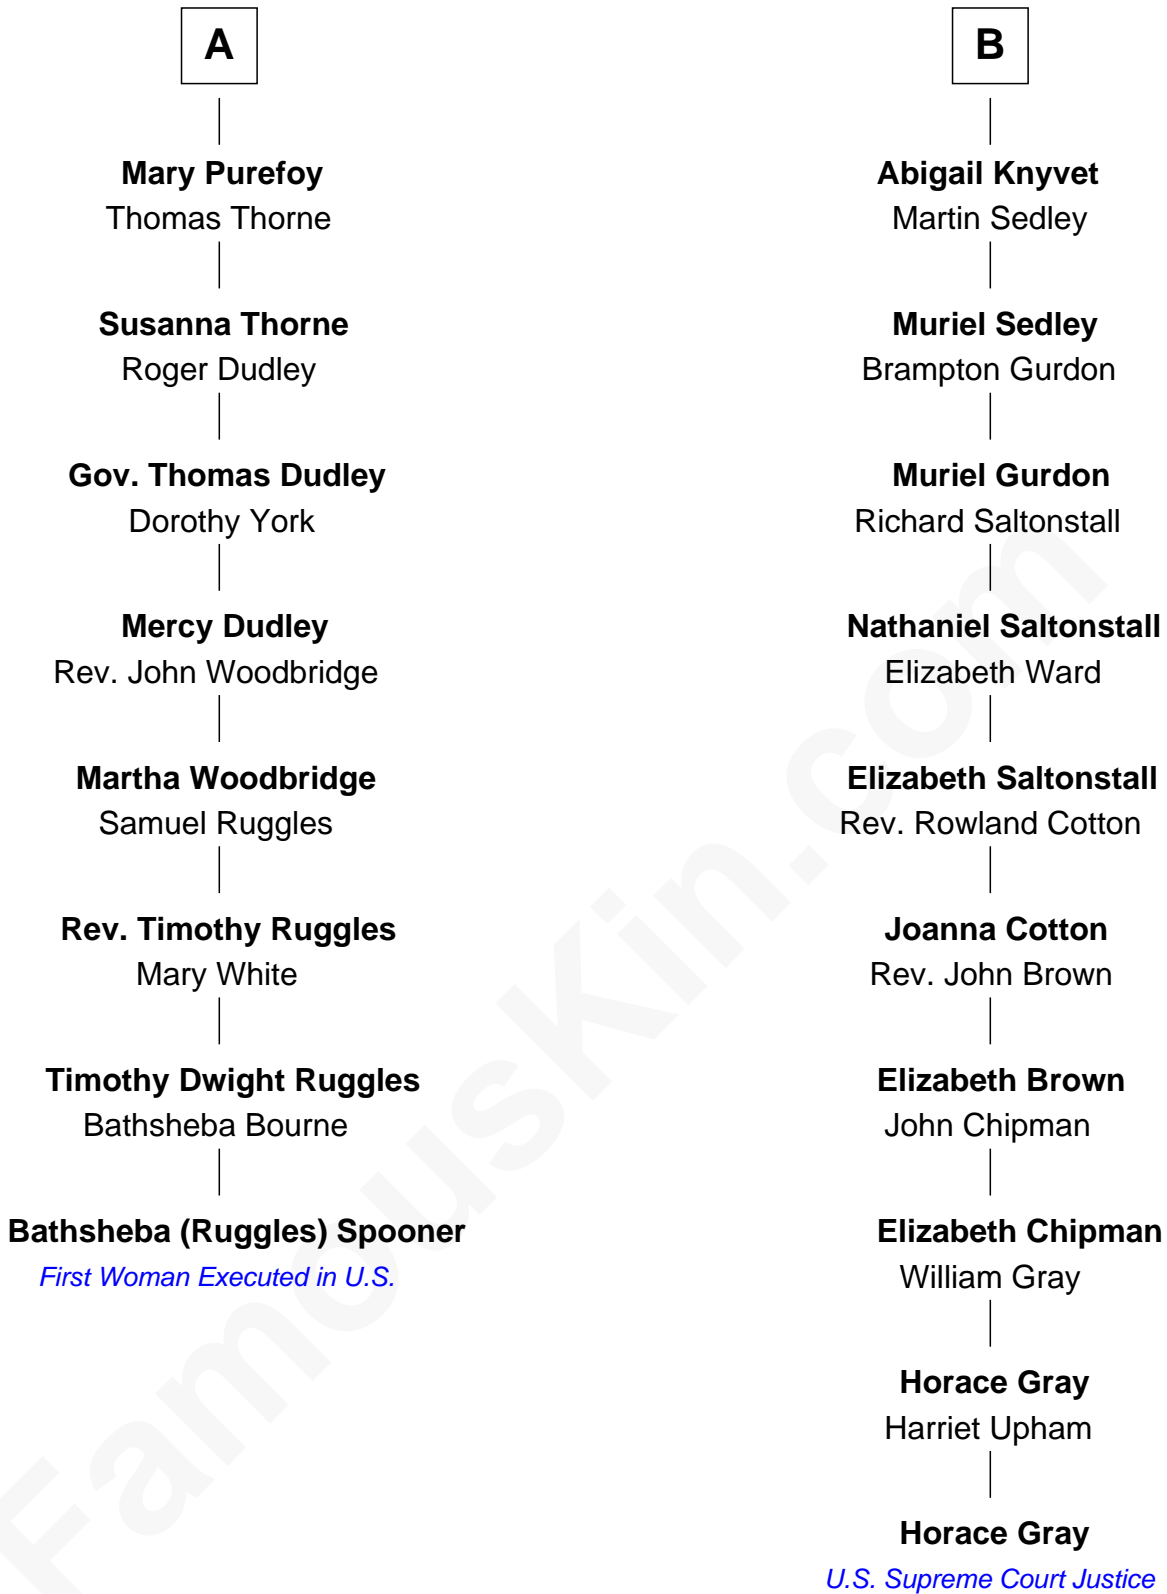 A
Mary Purefoy
Thomas Thorne
Susanna Thorne
Roger Dudley
Gov. Thomas Dudley
Dorothy York
Mercy Dudley
Rev. John Woodbridge
Martha Woodbridge
Samuel Ruggles
Rev. Timothy Ruggles
Mary White
Timothy Dwight Ruggles
Bathsheba Bourne
Bathsheba (Ruggles) Spooner
First Woman Executed in U.S.
B
Abigail Knyvet
Martin Sedley
Muriel Sedley
Brampton Gurdon
Muriel Gurdon
Richard Saltonstall
Nathaniel Saltonstall
Elizabeth Ward
Elizabeth Saltonstall
Rev. Rowland Cotton
Joanna Cotton
Rev. John Brown
Elizabeth Brown
John Chipman
Elizabeth Chipman
William Gray
Horace Gray
Harriet Upham
Horace Gray
U.S. Supreme Court Justice
FamousKin.com